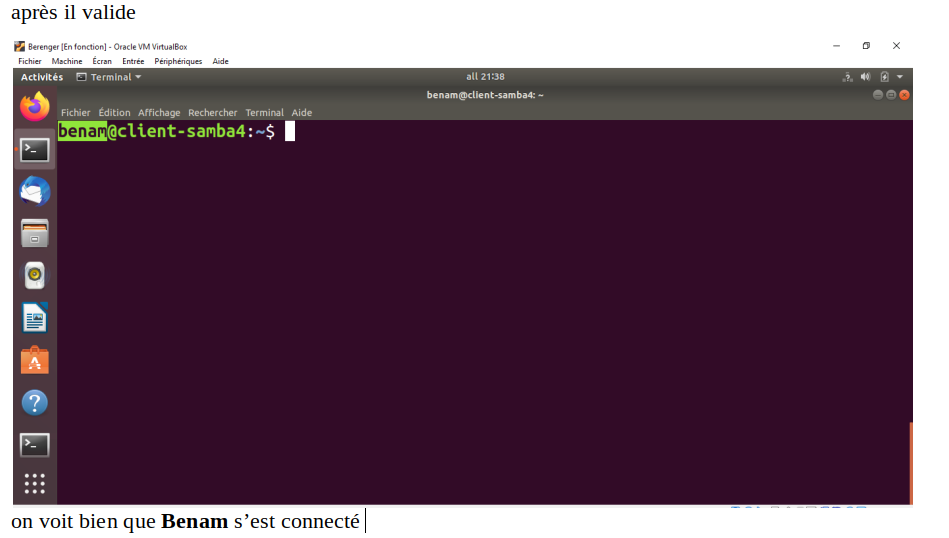 après il valide
Berenger [En fonction] - Oracle VM VirtualBox
Fichier Machine Écran Entrée Périphériques Aide
Activités Terminal all 21:38
benam@client-samba4: ~
Fichier Édition Affichage Rechercher Terminal Aide
benam@client-samba4:~$
on voit bien que Benam s’est connecté